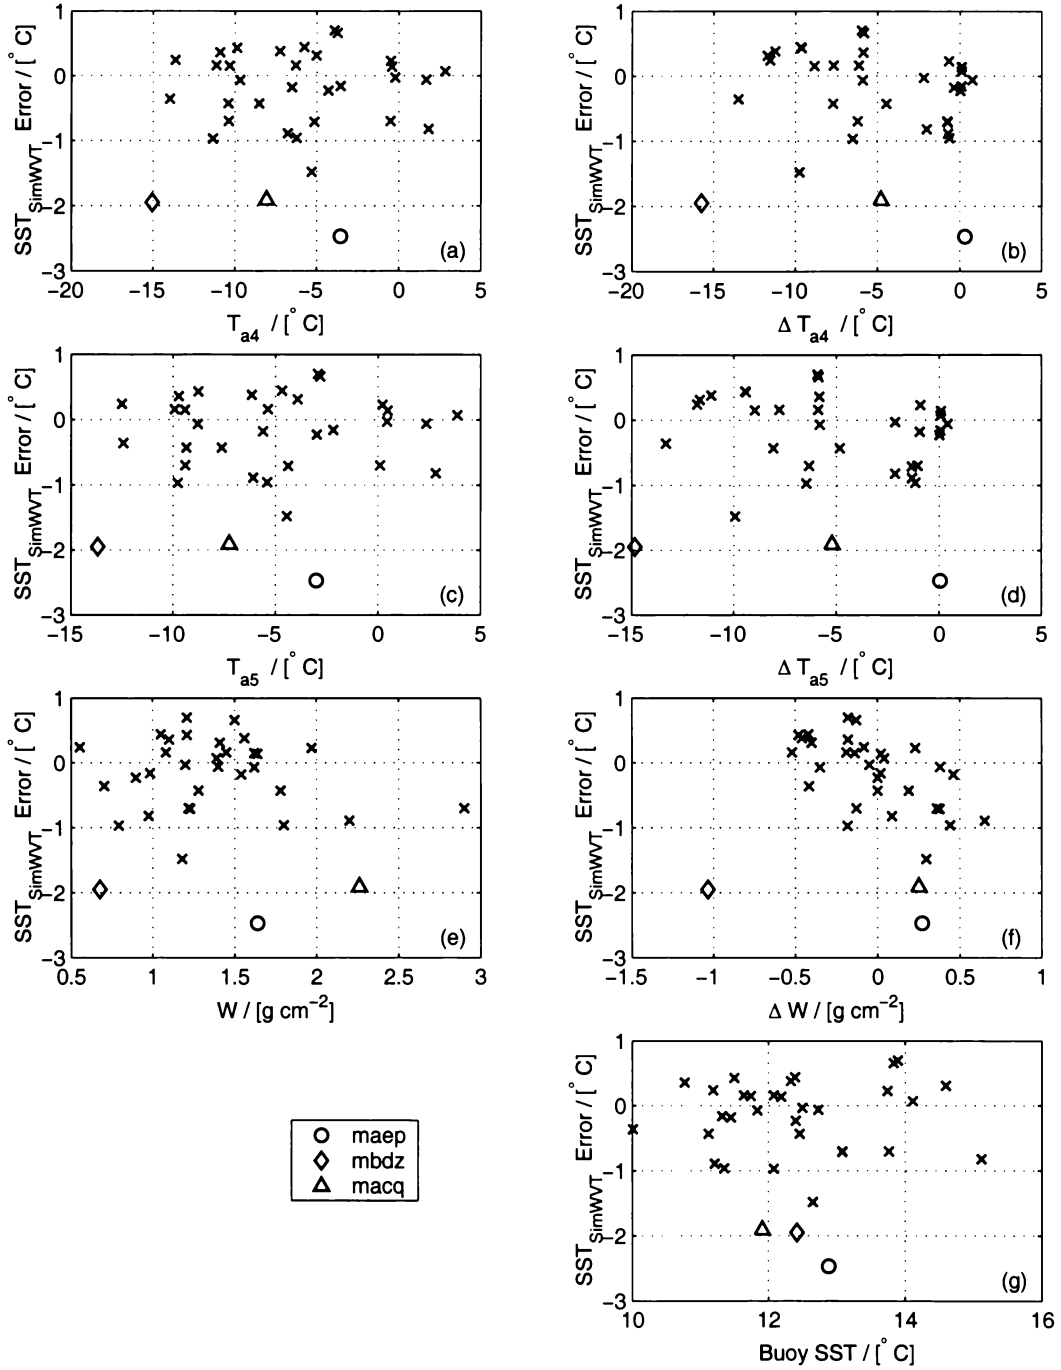 1
0
−1
−2
−3
SST_SimWVT Error / [° C]
(a)
−20 −15 −10 −5 0 5
T_a4 / [° C]
1
0
−1
−2
−3
SST_SimWVT Error / [° C]
(b)
−20 −15 −10 −5 0 5
Δ T_a4 / [° C]
1
0
−1
−2
−3
SST_SimWVT Error / [° C]
(c)
−15 −10 −5 0 5
T_a5 / [° C]
1
0
−1
−2
−3
SST_SimWVT Error / [° C]
(d)
−15 −10 −5 0 5
Δ T_a5 / [° C]
1
0
−1
−2
−3
SST_SimWVT Error / [° C]
(e)
0.5 1 1.5 2 2.5 3
W / [g cm⁻²]
1
0
−1
−2
−3
SST_SimWVT Error / [° C]
(f)
−1.5 −1 −0.5 0 0.5 1
Δ W / [g cm⁻²]
maep
mbdz
macq
1
0
−1
−2
−3
SST_SimWVT Error / [° C]
(g)
10 12 14 16
Buoy SST / [° C]